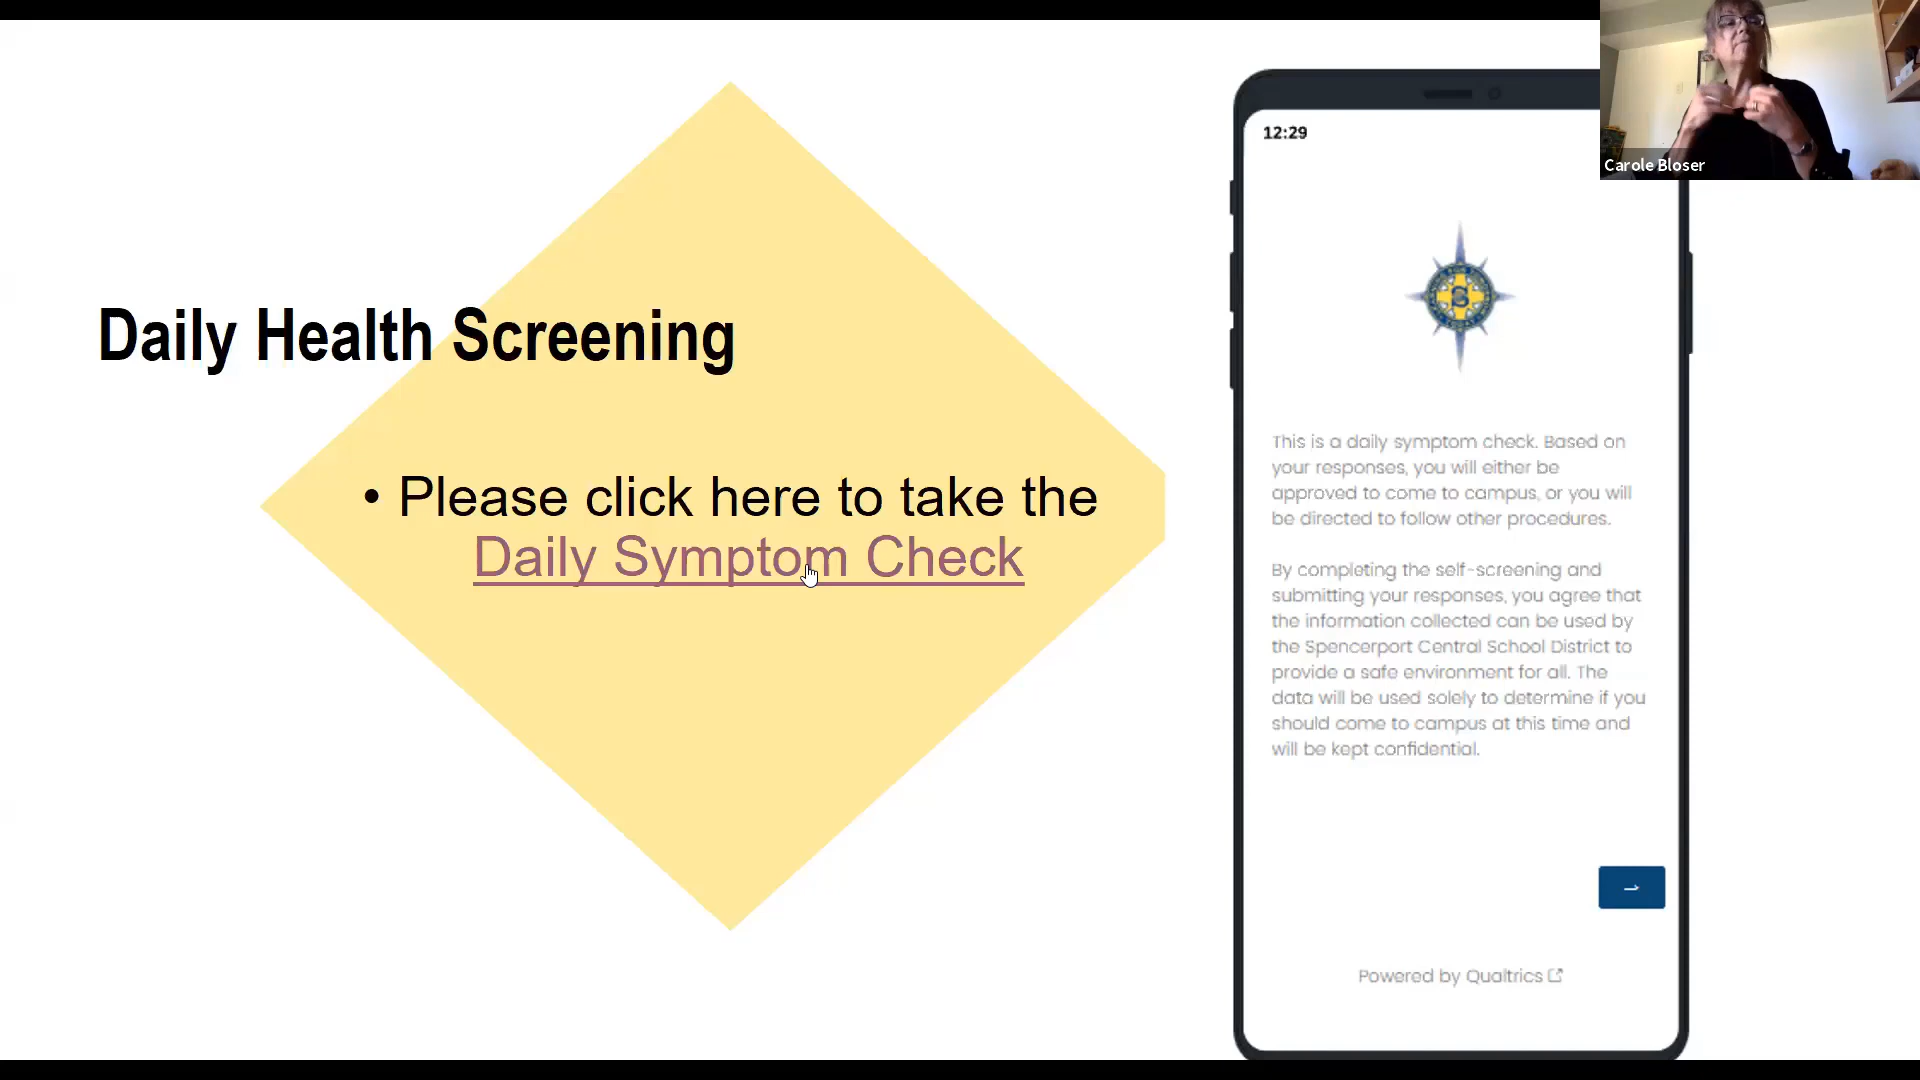 Daily Health Screening
• Please click here to take the
Daily Symptom Check
12:29
S
This is a daily symptom check. Based on
your responses, you will either be
approved to come to campus, or you will
be directed to follow other procedures.
By completing the self-screening and
submitting your responses, you agree that
the information collected can be used by
the Spencerport Central School District to
provide a safe environment for all. The
data will be used solely to determine if you
should come to campus at this time and
will be kept confidential.
Powered by Qualtrics
Carole Bloser